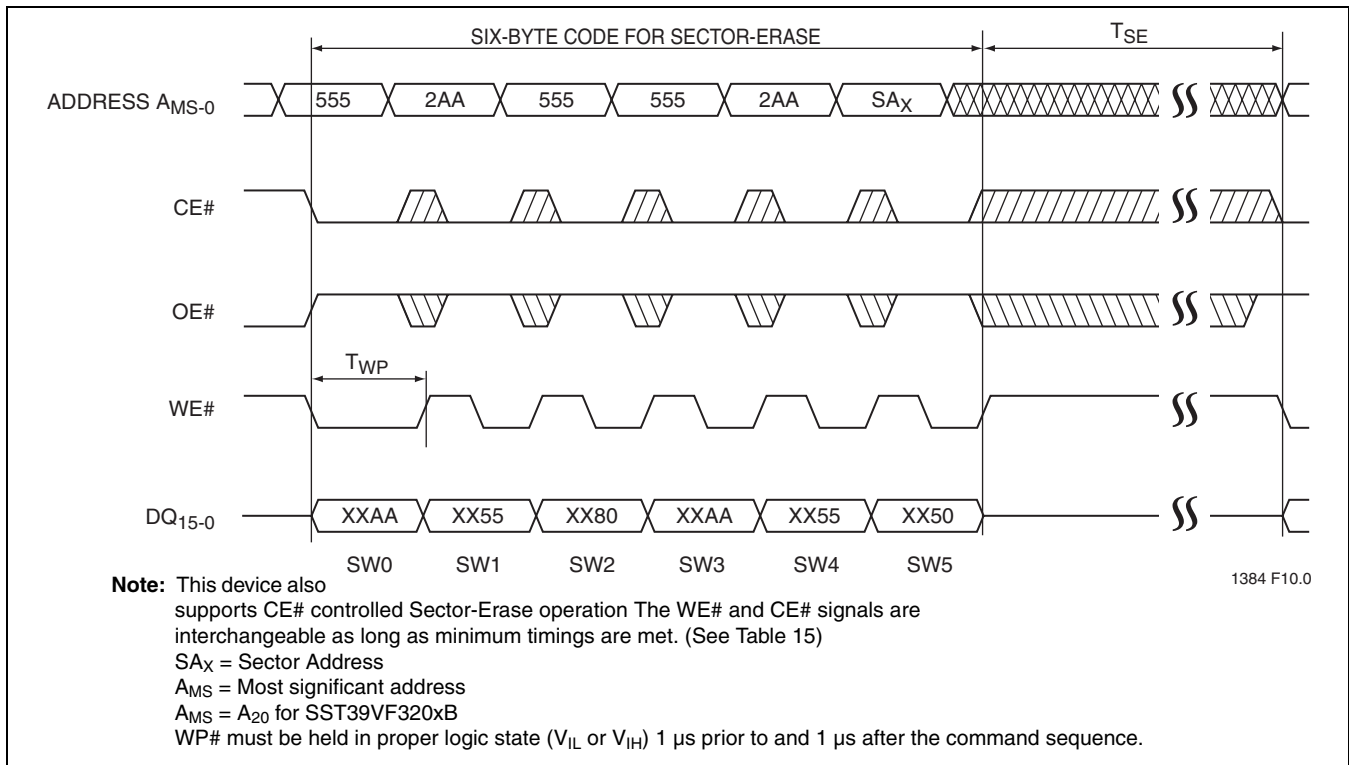 SIX-BYTE CODE FOR SECTOR-ERASE TSE
ADDRESS AMS-0 555 2AA 555 555 2AA SAX
CE#
OE#
TWP
WE#
DQ15-0 XXAA XX55 XX80 XXAA XX55 XX50
SW0 SW1 SW2 SW3 SW4 SW5
1384 F10.0
Note: This device also
supports CE# controlled Sector-Erase operation The WE# and CE# signals are
interchangeable as long as minimum timings are met. (See Table 15)
SAX = Sector Address
AMS = Most significant address
AMS = A20 for SST39VF320xB
WP# must be held in proper logic state (VIL or VIH) 1 µs prior to and 1 µs after the command sequence.